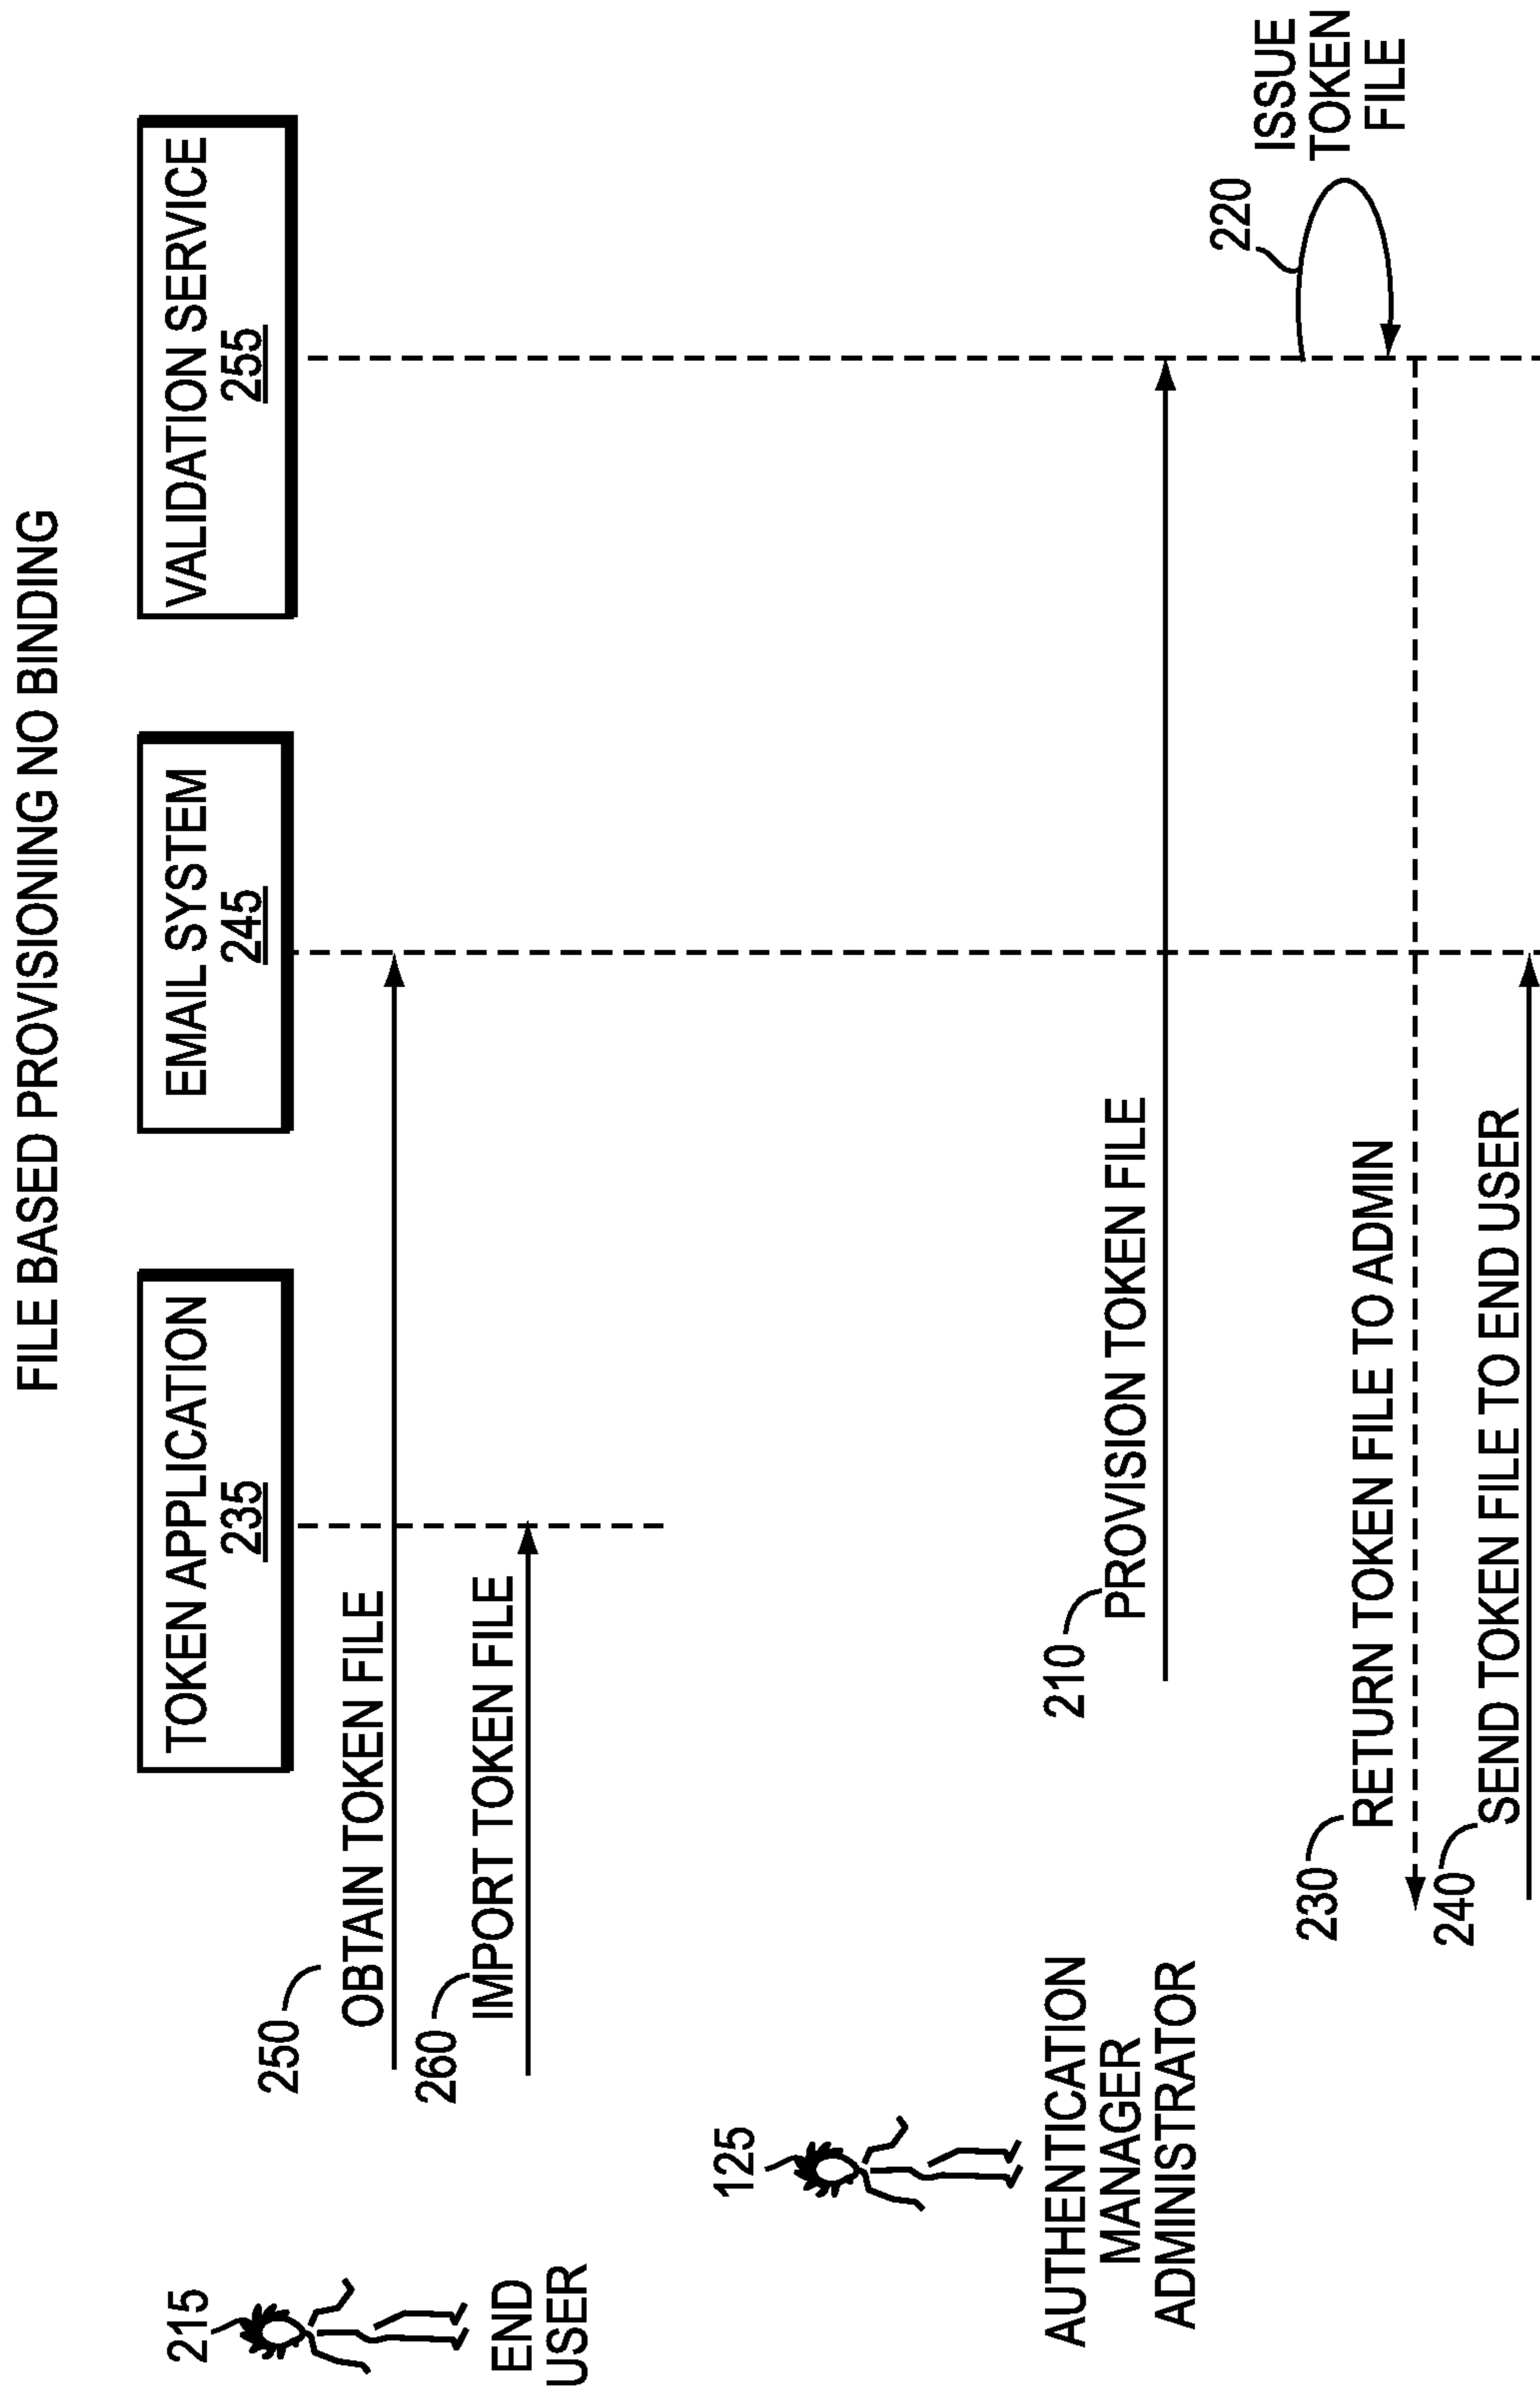 FILE BASED PROVISIONING NO BINDING
TOKEN APPLICATION
235
EMAIL SYSTEM
245
VALIDATION SERVICE
255
215
END
USER
250
OBTAIN TOKEN FILE
260
IMPORT TOKEN FILE
125
AUTHENTICATION
MANAGER
ADMINISTRATOR
210
PROVISION TOKEN FILE
220
ISSUE
TOKEN
FILE
230
RETURN TOKEN FILE TO ADMIN
240
SEND TOKEN FILE TO END USER